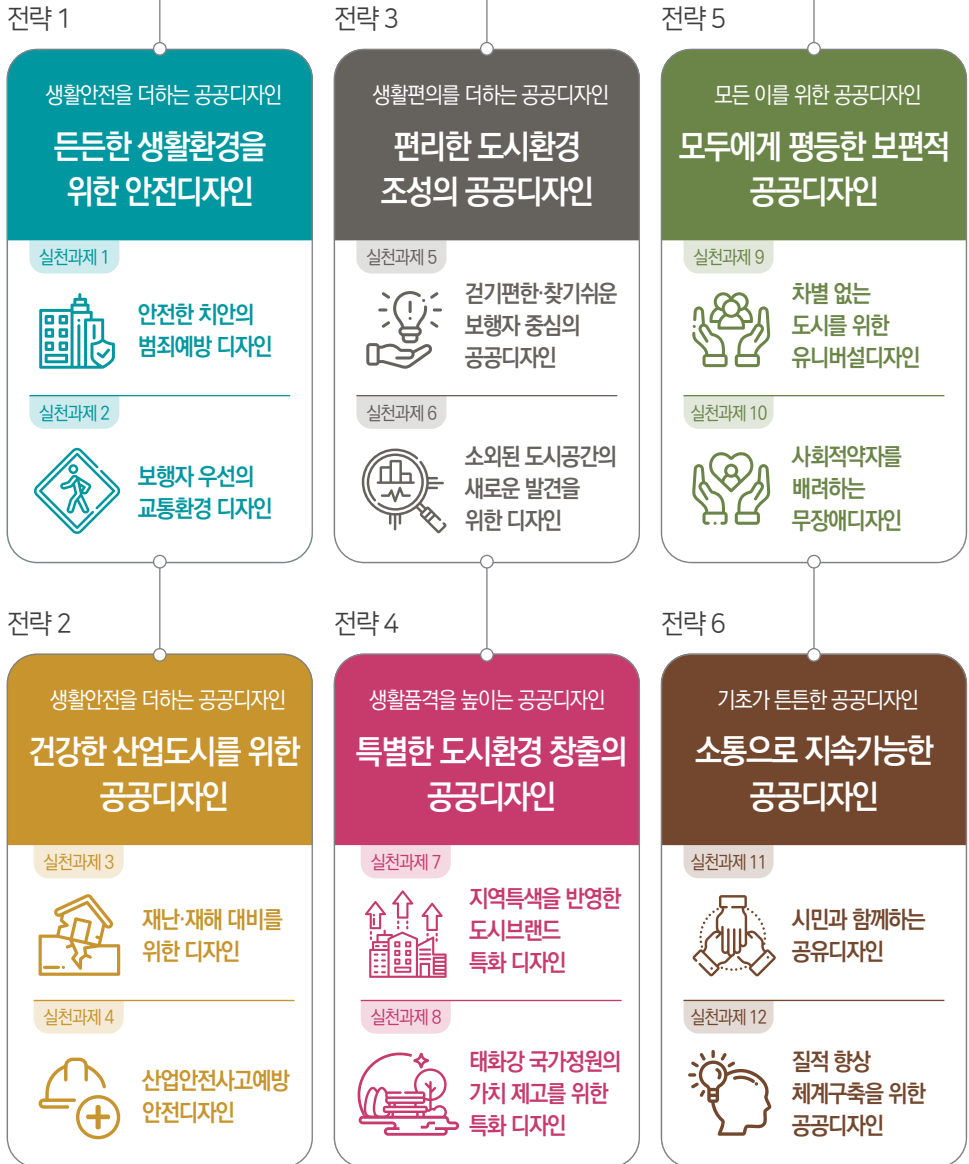 전략 1
생활안전을 더하는 공공디자인
든든한 생활환경을
위한 안전디자인
실천과제 1
안전한 치안의
범죄예방 디자인
실천과제 2
보행자 우선의
교통환경 디자인
전략 3
생활편의를 더하는 공공디자인
편리한 도시환경
조성의 공공디자인
실천과제 5
걷기편한·찾기쉬운
보행자 중심의
공공디자인
실천과제 6
소외된 도시공간의
새로운 발견을
위한 디자인
전략 5
모든 이를 위한 공공디자인
모두에게 평등한 보편적
공공디자인
실천과제 9
차별 없는
도시를 위한
유니버설디자인
실천과제 10
사회적약자를
배려하는
무장애디자인
전략 2
생활안전을 더하는 공공디자인
건강한 산업도시를 위한
공공디자인
실천과제 3
재난·재해 대비를
위한 디자인
실천과제 4
산업안전사고예방
안전디자인
전략 4
생활품격을 높이는 공공디자인
특별한 도시환경 창출의
공공디자인
실천과제 7
지역특색을 반영한
도시브랜드
특화 디자인
실천과제 8
태화강 국가정원의
가치 제고를 위한
특화 디자인
전략 6
기초가 튼튼한 공공디자인
소통으로 지속가능한
공공디자인
실천과제 11
시민과 함께하는
공유디자인
실천과제 12
질적 향상
체계구축을 위한
공공디자인